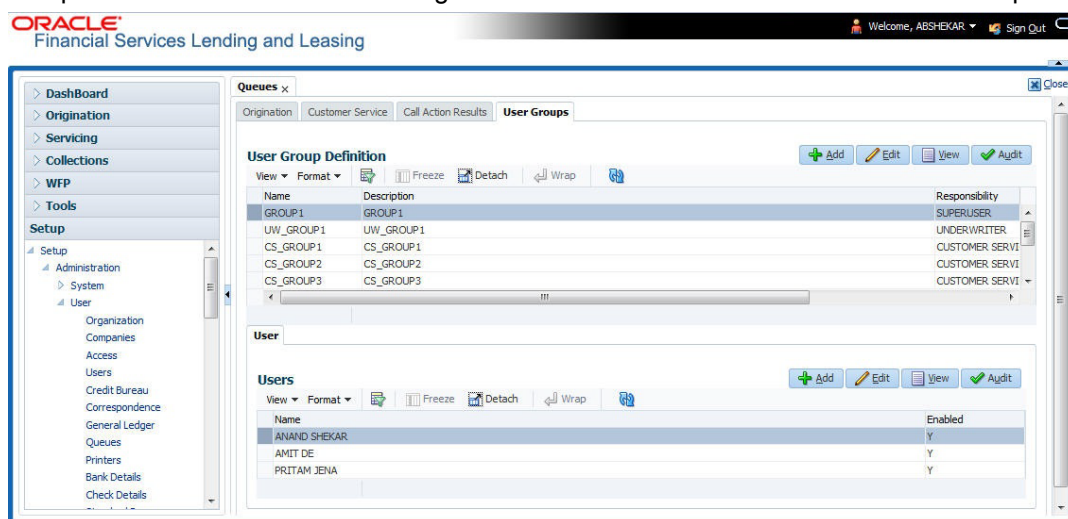 ORACLE
Financial Services Lending and Leasing
Welcome, ABSHEKAR
Sign Out
DashBoard
Origination
Servicing
Collections
WFP
Tools
Setup
Setup
Administration
System
User
Organization
Companies
Access
Users
Credit Bureau
Correspondence
General Ledger
Queues
Printers
Bank Details
Check Details
Queues x
Close
Origination Customer Service Call Action Results User Groups
User Group Definition
Add Edit View Audit
View Format Freeze Detach Wrap
Name Description Responsibility
GROUP1 GROUP1 SUPERUSER
UW_GROUP1 UW_GROUP1 UNDERWRITER
CS_GROUP1 CS_GROUP1 CUSTOMER SERVI
CS_GROUP2 CS_GROUP2 CUSTOMER SERVI
CS_GROUP3 CS_GROUP3 CUSTOMER SERVI
User
Users
Add Edit View Audit
View Format Freeze Detach Wrap
Name Enabled
ANAND SHEKAR Y
AMIT DE Y
PRITAM JENA Y